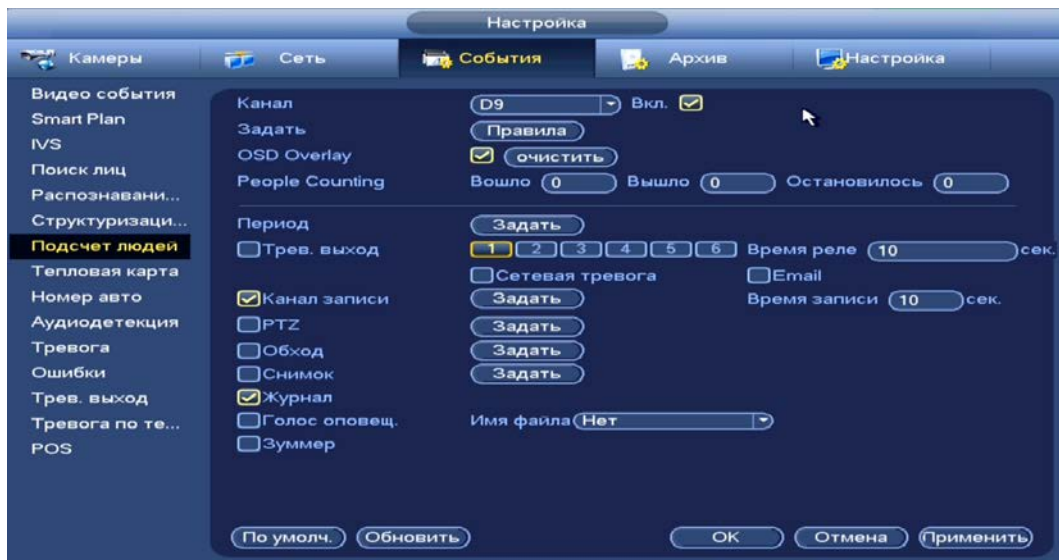 Настройка
Камеры Сеть События Архив Настройка
Видео события
Smart Plan
IVS
Поиск лиц
Распознавани...
Структуризаци...
Подсчет людей
Тепловая карта
Номер авто
Аудиодетекция
Тревога
Ошибки
Трев. выход
Тревога по те...
POS
Канал D9 Вкл.
Задать Правила
OSD Overlay очистить
People Counting Вошло 0 Вышло 0 Остановилось 0
Период Задать
Трев. выход 1 2 3 4 5 6 Время реле 10 сек.
Сетевая тревога Email
Канал записи Задать Время записи 10 сек.
PTZ Задать
Обход Задать
Снимок Задать
Журнал
Голос оповещ. Имя файла Нет
Зуммер
По умолч. Обновить ОК Отмена Применить